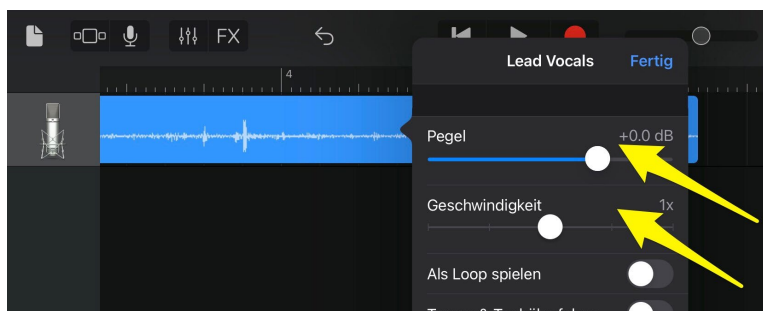 FX
4
Lead Vocals Fertig
Pegel +0.0 dB
Geschwindigkeit 1x
Als Loop spielen